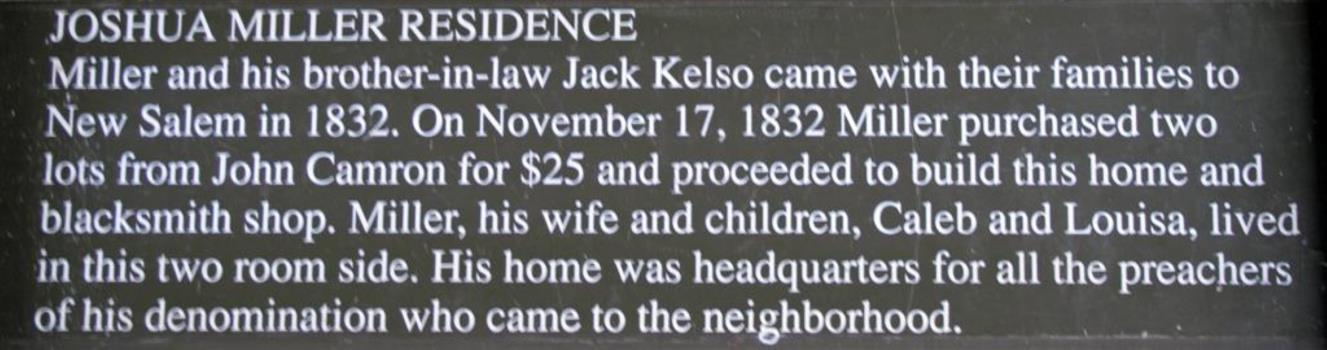 JOSHUA MILLER RESIDENCE
Miller and his brother-in-law Jack Kelso came with their families to
New Salem in 1832. On November 17, 1832 Miller purchased two
lots from John Camron for $25 and proceeded to build this home and
blacksmith shop. Miller, his wife and children, Caleb and Louisa, lived
in this two room side. His home was headquarters for all the preachers
of his denomination who came to the neighborhood.